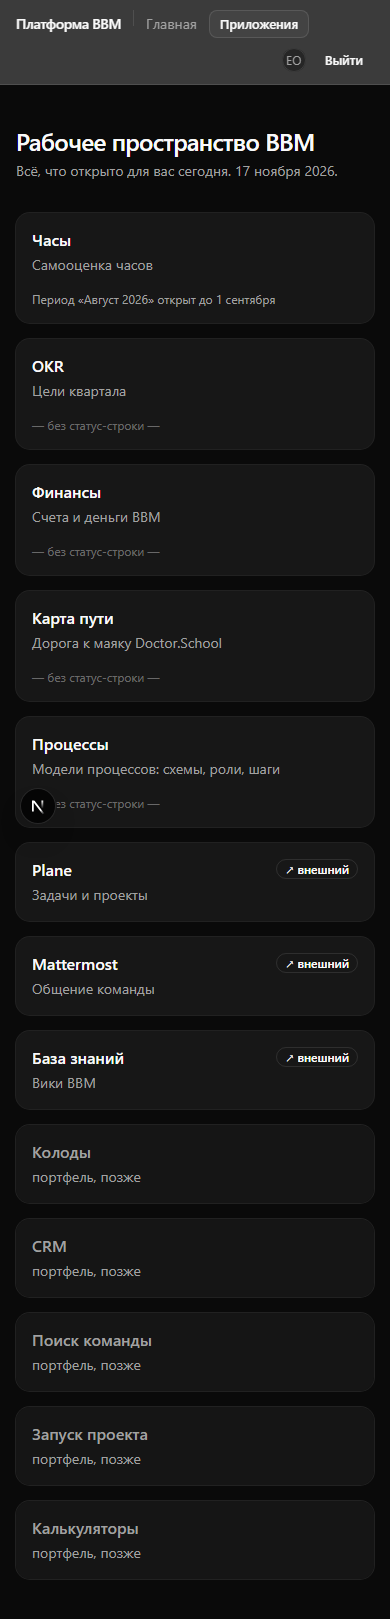 Платформа ВВМ
Главная
Приложения
ЕО
Выйти
Рабочее пространство ВВМ
Всё, что открыто для вас сегодня. 17 ноября 2026.
Часы
Самооценка часов
Период «Август 2026» открыт до 1 сентября
OKR
Цели квартала
— без статус-строки —
Финансы
Счета и деньги ВВМ
— без статус-строки —
Карта пути
Дорога к маяку Doctor.School
— без статус-строки —
Процессы
Модели процессов: схемы, роли, шаги
N
статус-строки —
Plane
↗ внешний
Задачи и проекты
Mattermost
↗ внешний
Общение команды
База знаний
↗ внешний
Вики ВВМ
Колоды
портфель, позже
CRM
портфель, позже
Поиск команды
портфель, позже
Запуск проекта
портфель, позже
Калькуляторы
портфель, позже